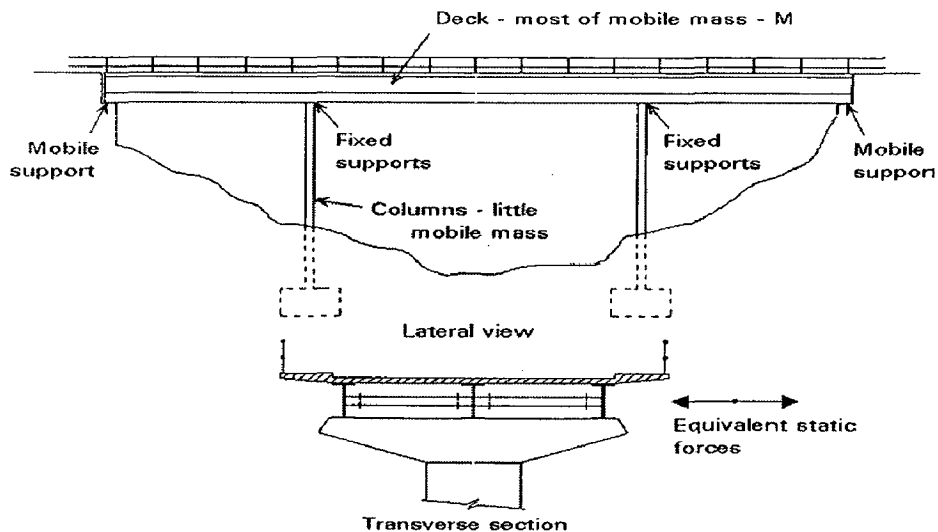 Deck - most of mobile mass - M
Mobile
support
Fixed
supports
Fixed
supports
Mobile
support
Columns - little
mobile mass
Lateral view
Equivalent static
forces
Transverse section